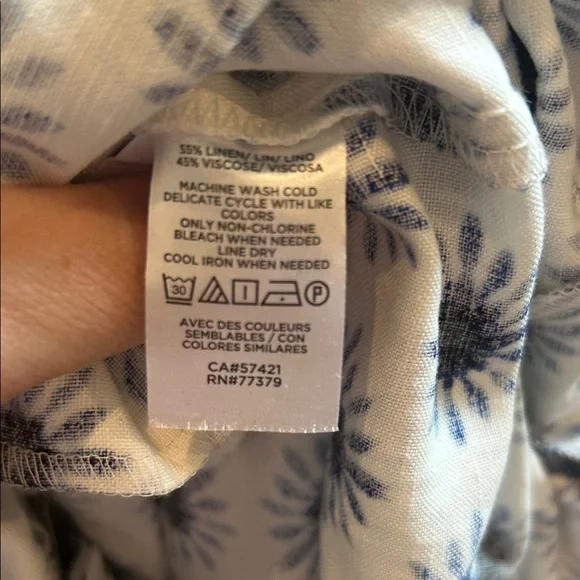 55% LINEN/ LIN/ LINO
45% VISCOSE/ VISCOSA
MACHINE WASH COLD
DELICATE CYCLE WITH LIKE
COLORS
ONLY NON-CHLORINE
BLEACH WHEN NEEDED
LINE DRY
COOL IRON WHEN NEEDED
30 P
AVEC DES COULEURS
SEMBLABLES / CON
COLORES SIMILARES
CA#57421
RN#77379